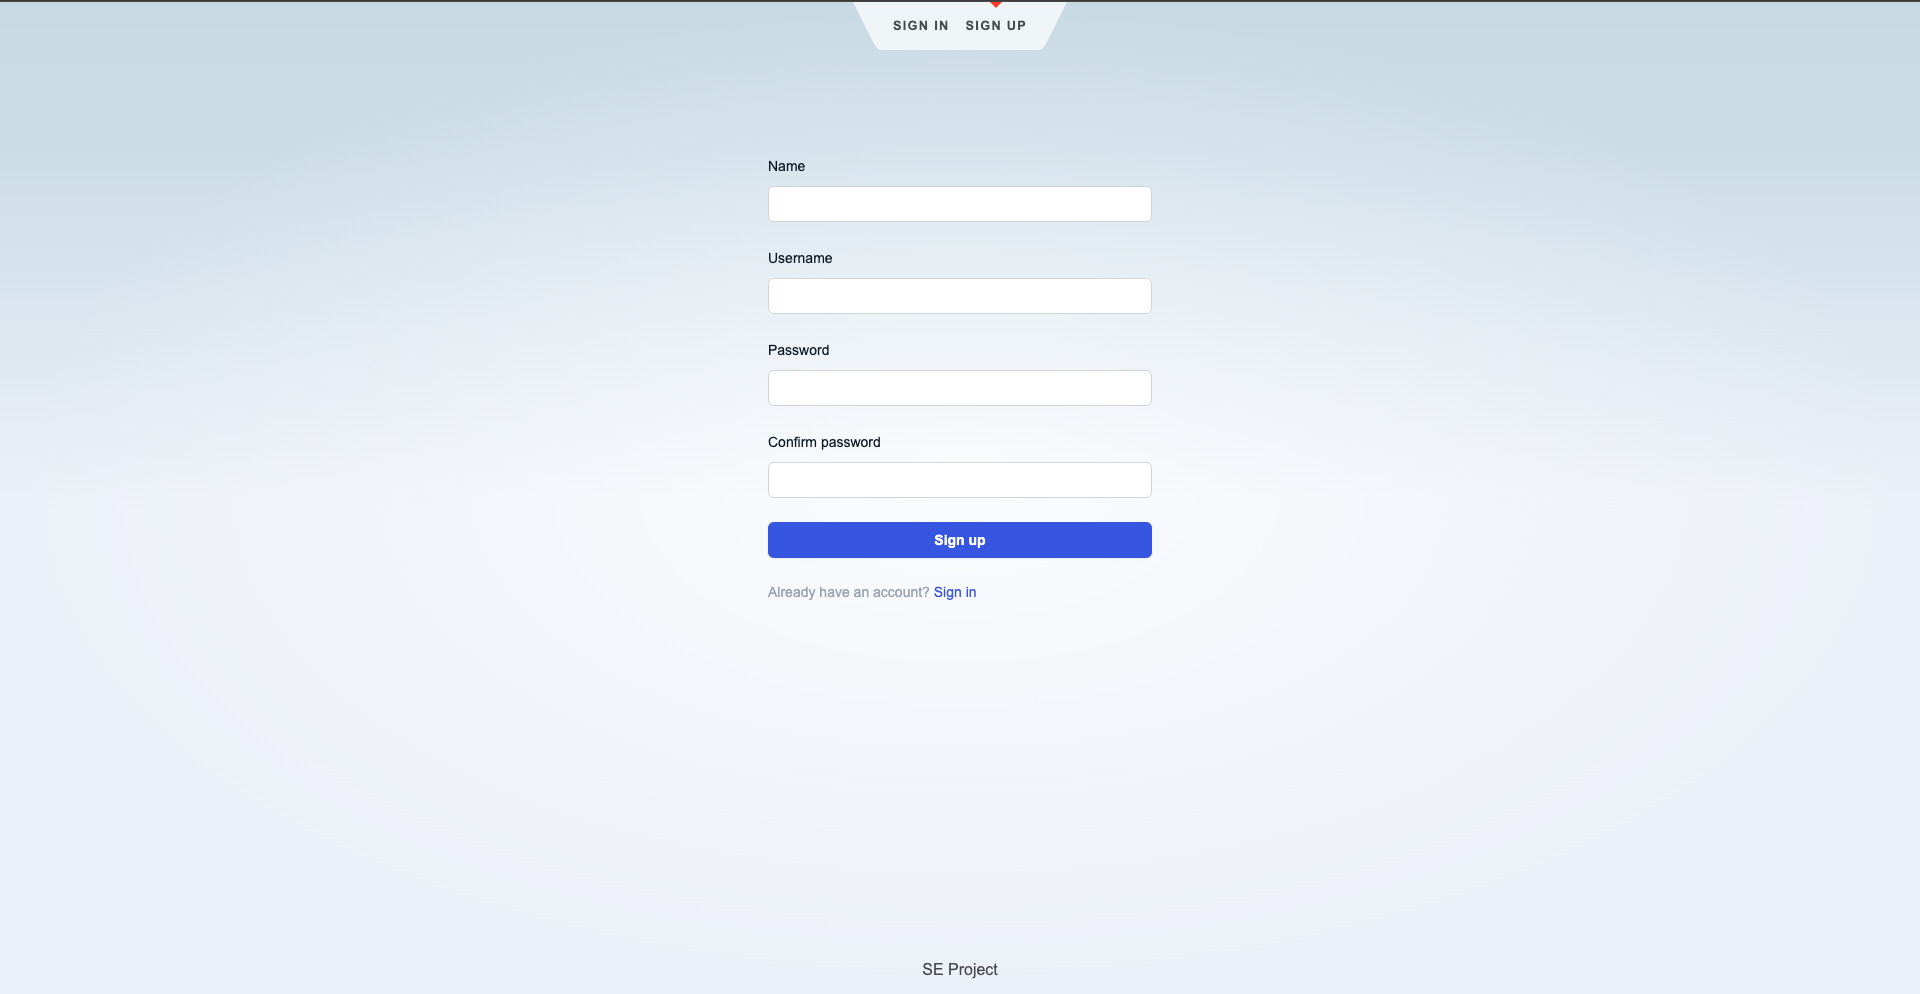 SIGN IN SIGN UP
Name
Username
Password
Confirm password
Sign up
Already have an account? Sign in
SE Project